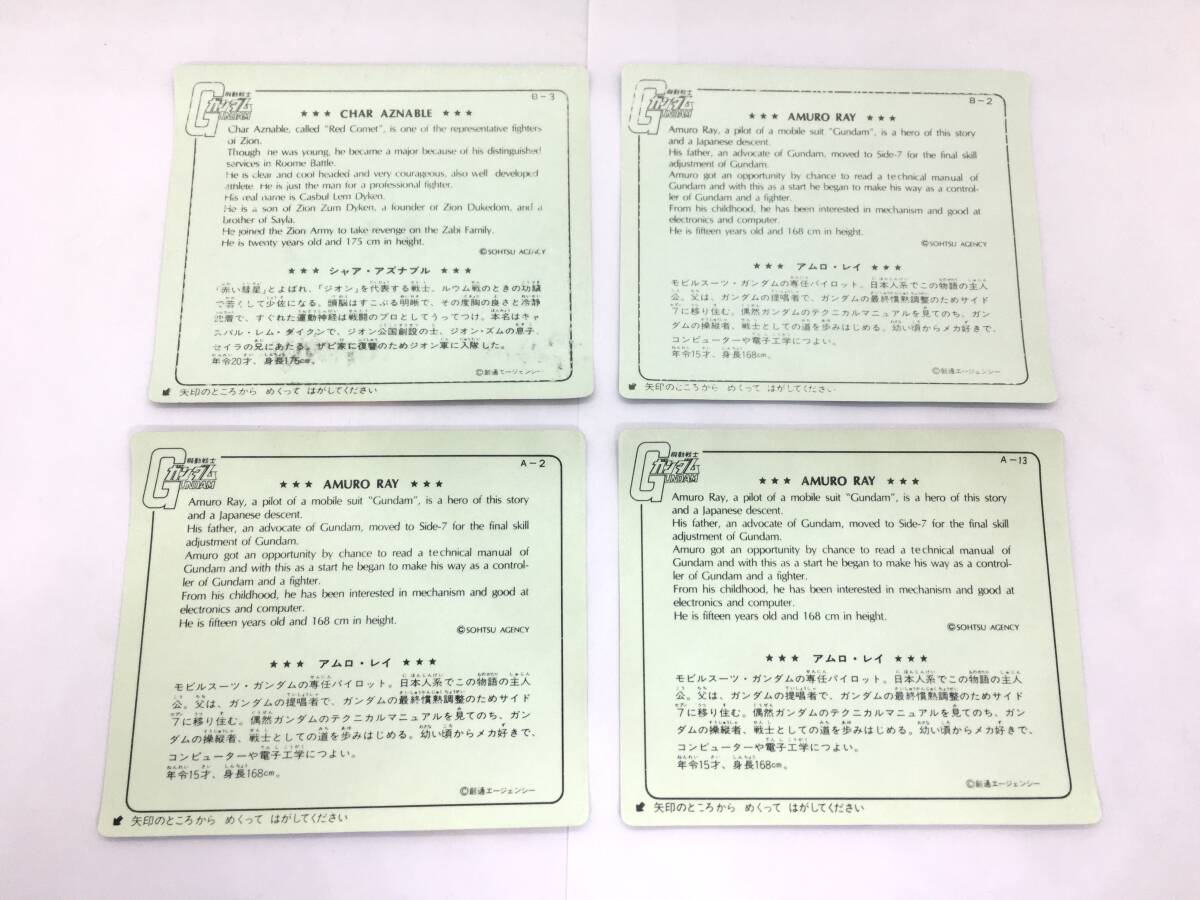 機動戦士
ガンダム
GUNDAM
B-3
★★★ CHAR AZNABLE ★★★
Char Aznable, called "Red Comet", is one of the representative fighters
of Zion.
Though he was young, he became a major because of his distinguished
services in Roome Battle.
He is clear and cool headed and very courageous, also well developed
athlete. He is just the man for a professional fighter.
His real name is Casbul Lem Dyken.
He is a son of Zion Zum Dyken, a founder of Zion Dukedom, and a
brother of Sayla.
He joined the Zion Army to take revenge on the Zabi Family.
He is twenty years old and 175 cm in height.
©SOHTSU AGENCY
★★★ シャア・アズナブル ★★★
「赤い彗星」とよばれ、「ジオン」を代表する戦士。ルウム戦のときの功績
で若くして少佐になる。頭脳はすこぶる明晰で、その度胸の良さと冷静
沈着で、すぐれた運動神経は戦闘のプロとしてうってつけ。本名はキャ
スバル・レム・ダイクンで、ジオン公国創設の士、ジオン・ズムの息子、
セイラの兄にあたる。ザビ家に復讐のためジオン軍に入隊した。
年令20才、身長175cm。
©創通エージェンシー
矢印のところから めくって はがしてください
機動戦士
ガンダム
GUNDAM
B-2
★★★ AMURO RAY ★★★
Amuro Ray, a pilot of a mobile suit "Gundam", is a hero of this story
and a Japanese descent.
His father, an advocate of Gundam, moved to Side-7 for the final skill
adjustment of Gundam.
Amuro got an opportunity by chance to read a technical manual of
Gundam and with this as a start he began to make his way as a control-
ler of Gundam and a fighter.
From his childhood, he has been interested in mechanism and good at
electronics and computer.
He is fifteen years old and 168 cm in height.
©SOHTSU AGENCY
★★★ アムロ・レイ ★★★
モビルスーツ・ガンダムの専任パイロット。日本人系でこの物語の主人
公。父は、ガンダムの提唱者で、ガンダムの最終慣熟調整のためサイド
7に移り住む。偶然ガンダムのテクニカルマニュアルを見てのち、ガン
ダムの操縦者、戦士としての道を歩みはじめる。幼い頃からメカ好きで、
コンピューターや電子工学につよい。
年令15才、身長168cm。
©創通エージェンシー
矢印のところから めくって はがしてください
機動戦士
ガンダム
GUNDAM
A-2
★★★ AMURO RAY ★★★
Amuro Ray, a pilot of a mobile suit "Gundam", is a hero of this story
and a Japanese descent.
His father, an advocate of Gundam, moved to Side-7 for the final skill
adjustment of Gundam.
Amuro got an opportunity by chance to read a technical manual of
Gundam and with this as a start he began to make his way as a control-
ler of Gundam and a fighter.
From his childhood, he has been interested in mechanism and good at
electronics and computer.
He is fifteen years old and 168 cm in height.
©SOHTSU AGENCY
★★★ アムロ・レイ ★★★
モビルスーツ・ガンダムの専任パイロット。日本人系でこの物語の主人
公。父は、ガンダムの提唱者で、ガンダムの最終慣熟調整のためサイド
7に移り住む。偶然ガンダムのテクニカルマニュアルを見てのち、ガン
ダムの操縦者、戦士としての道を歩みはじめる。幼い頃からメカ好きで、
コンピューターや電子工学につよい。
年令15才、身長168cm。
©創通エージェンシー
矢印のところから めくって はがしてください
機動戦士
ガンダム
GUNDAM
A-13
★★★ AMURO RAY ★★★
Amuro Ray, a pilot of a mobile suit "Gundam", is a hero of this story
and a Japanese descent.
His father, an advocate of Gundam, moved to Side-7 for the final skill
adjustment of Gundam.
Amuro got an opportunity by chance to read a technical manual of
Gundam and with this as a start he began to make his way as a control-
ler of Gundam and a fighter.
From his childhood, he has been interested in mechanism and good at
electronics and computer.
He is fifteen years old and 168 cm in height.
©SOHTSU AGENCY
★★★ アムロ・レイ ★★★
モビルスーツ・ガンダムの専任パイロット。日本人系でこの物語の主人
公。父は、ガンダムの提唱者で、ガンダムの最終慣熟調整のためサイド
7に移り住む。偶然ガンダムのテクニカルマニュアルを見てのち、ガン
ダムの操縦者、戦士としての道を歩みはじめる。幼い頃からメカ好きで、
コンピューターや電子工学につよい。
年令15才、身長168cm。
©創通エージェンシー
矢印のところから めくって はがしてください